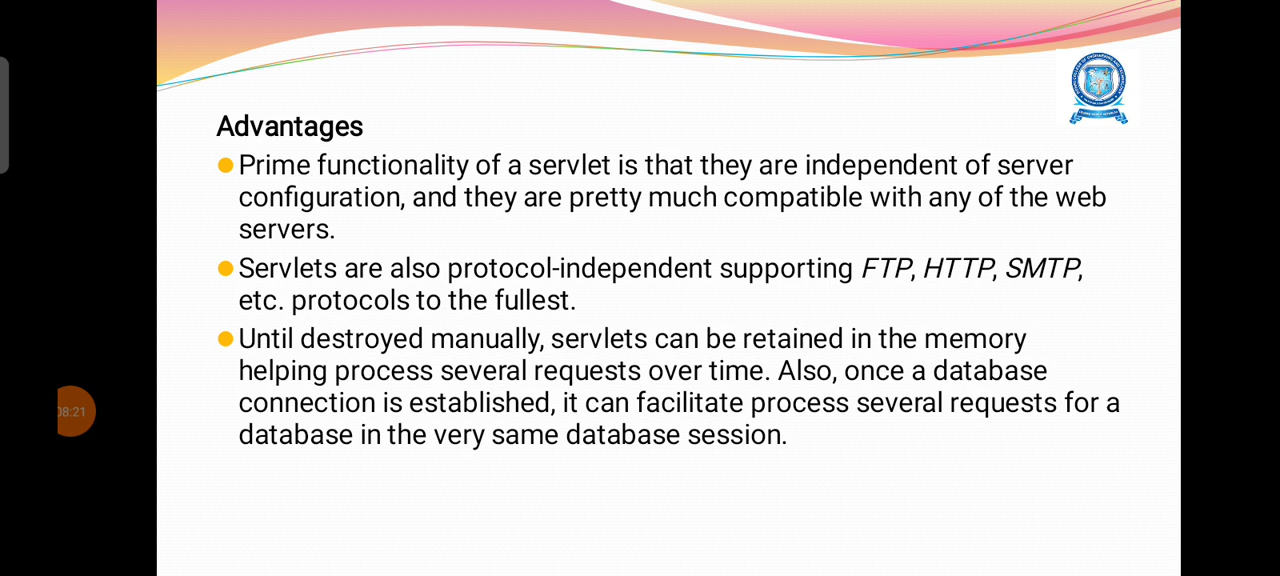 Advantages
Prime functionality of a servlet is that they are independent of server
configuration, and they are pretty much compatible with any of the web
servers.
Servlets are also protocol-independent supporting FTP, HTTP, SMTP,
etc. protocols to the fullest.
Until destroyed manually, servlets can be retained in the memory
helping process several requests over time. Also, once a database
connection is established, it can facilitate process several requests for a
database in the very same database session.
08:21